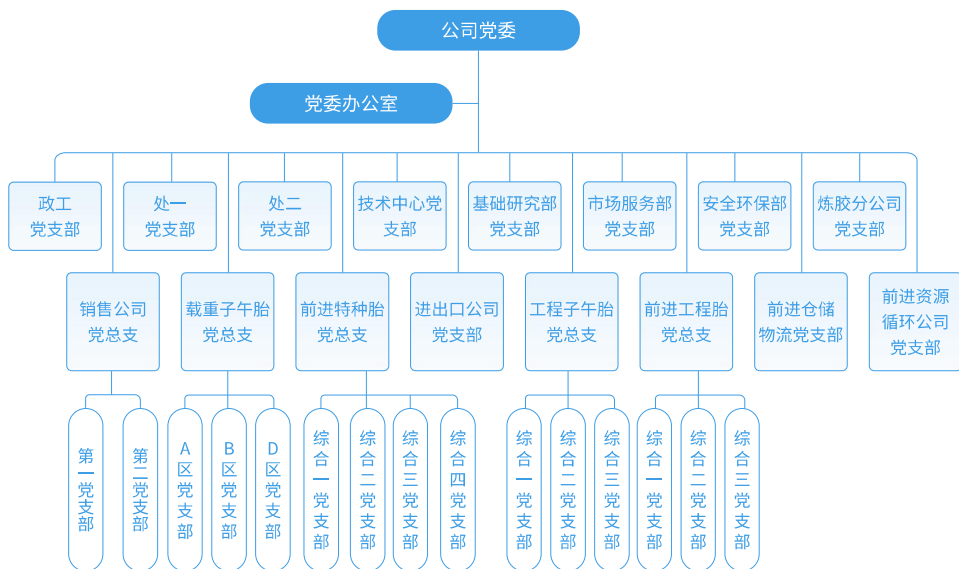 公司党委
党委办公室
政工
党支部
处一
党支部
处二
党支部
技术中心党
支部
基础研究部
党支部
市场服务部
党支部
安全环保部
党支部
炼胶分公司
党支部
销售公司
党总支
载重子午胎
党总支
前进特种胎
党总支
进出口公司
党支部
工程子午胎
党总支
前进工程胎
党总支
前进仓储
物流党支部
前进资源
循环公司
党支部
第一党支部
第二党支部
A区党支部
B区党支部
D区党支部
综合一党支部
综合二党支部
综合三党支部
综合四党支部
综合一党支部
综合二党支部
综合三党支部
综合一党支部
综合二党支部
综合三党支部